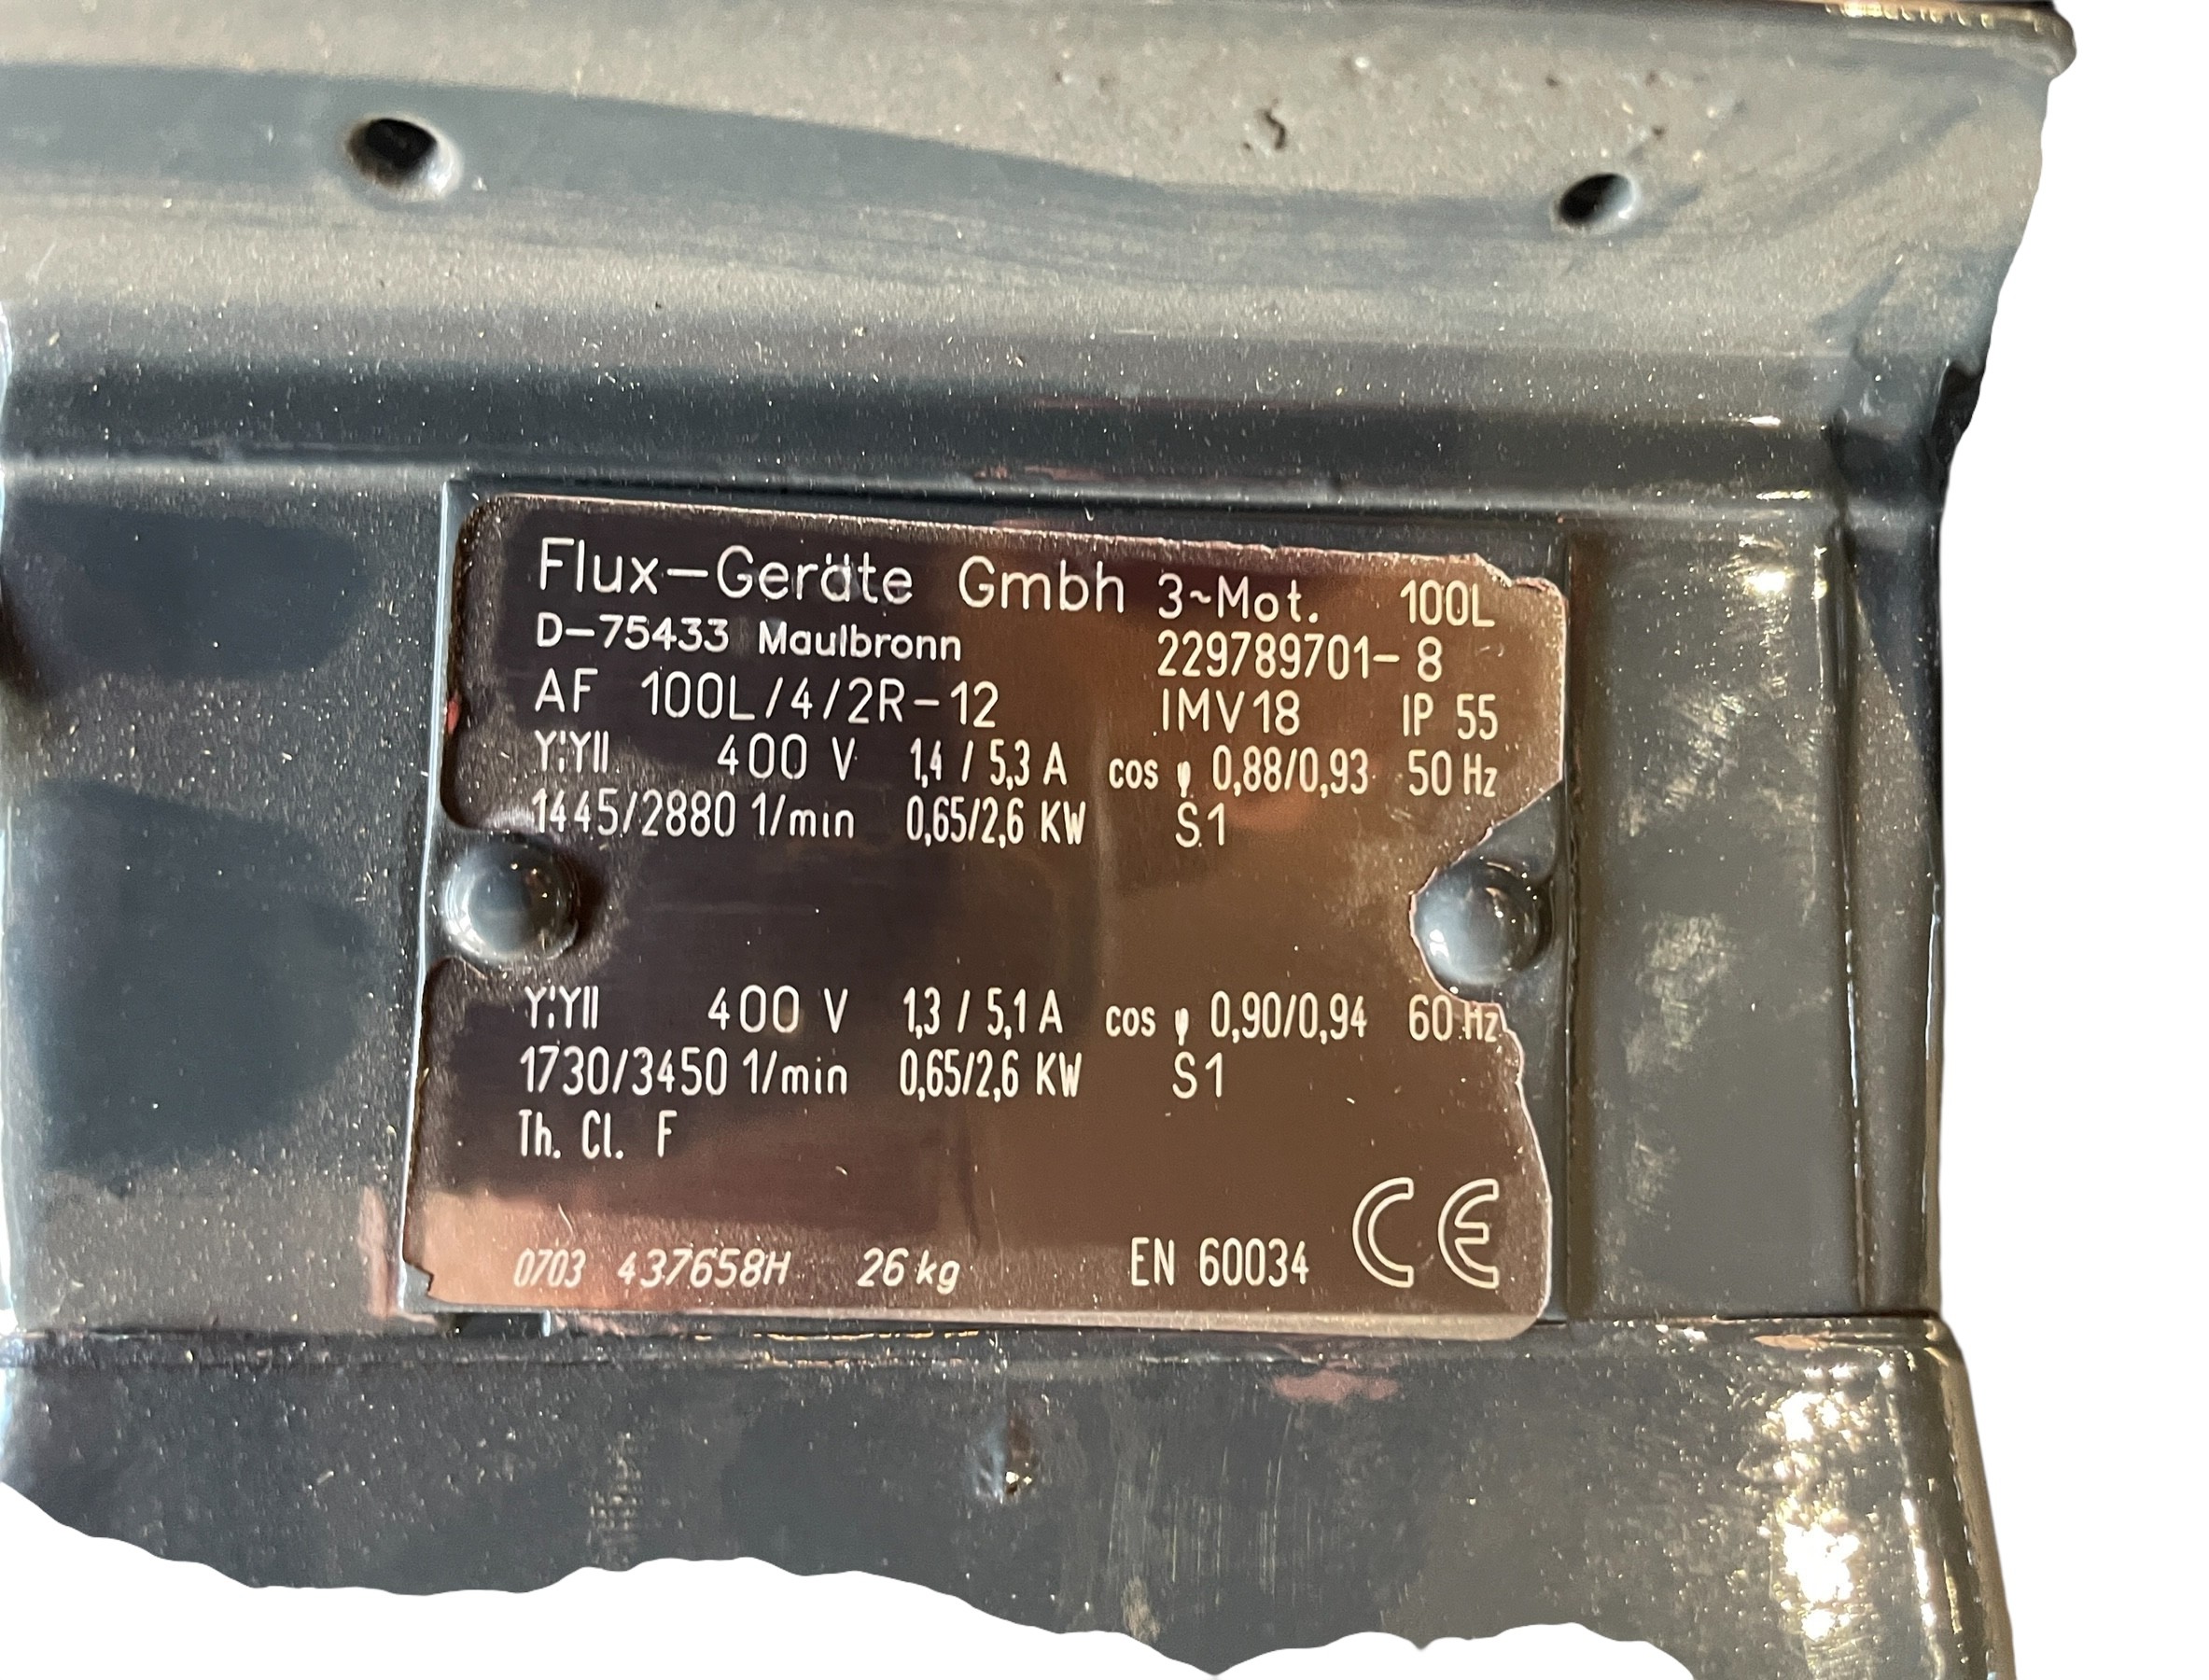 Flux-Geräte Gmbh 3~Mot. 100L
D-75433 Maulbronn 229789701- 8
AF 100L/4/2R-12 IMV18 IP 55
Y¦YII 400 V 1,4 / 5,3 A cos φ 0,88/0,93 50 Hz
1445/2880 1/min 0,65/2,6 KW S1
Y¦YII 400 V 1,3 / 5,1 A cos φ 0,90/0,94 60 Hz
1730/3450 1/min 0,65/2,6 KW S1
Th. Cl. F
0703 437658H 26 kg EN 60034 CE